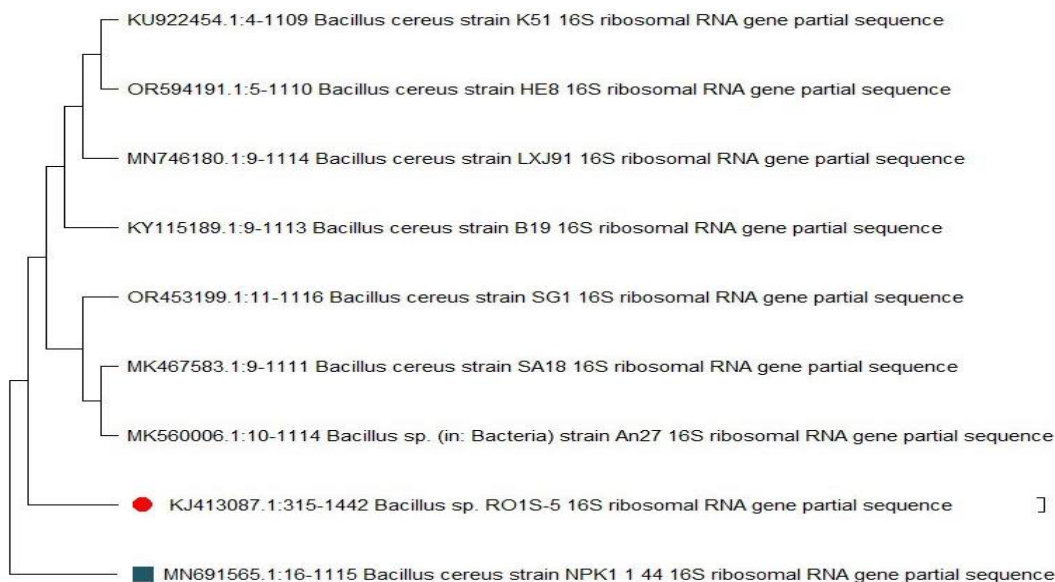 KU922454.1:4-1109 Bacillus cereus strain K51 16S ribosomal RNA gene partial sequence
OR594191.1:5-1110 Bacillus cereus strain HE8 16S ribosomal RNA gene partial sequence
MN746180.1:9-1114 Bacillus cereus strain LXJ91 16S ribosomal RNA gene partial sequence
KY115189.1:9-1113 Bacillus cereus strain B19 16S ribosomal RNA gene partial sequence
OR453199.1:11-1116 Bacillus cereus strain SG1 16S ribosomal RNA gene partial sequence
MK467583.1:9-1111 Bacillus cereus strain SA18 16S ribosomal RNA gene partial sequence
MK560006.1:10-1114 Bacillus sp. (in: Bacteria) strain An27 16S ribosomal RNA gene partial sequence
KJ413087.1:315-1442 Bacillus sp. RO1S-5 16S ribosomal RNA gene partial sequence ]
MN691565.1:16-1115 Bacillus cereus strain NPK1 1 44 16S ribosomal RNA gene partial sequence